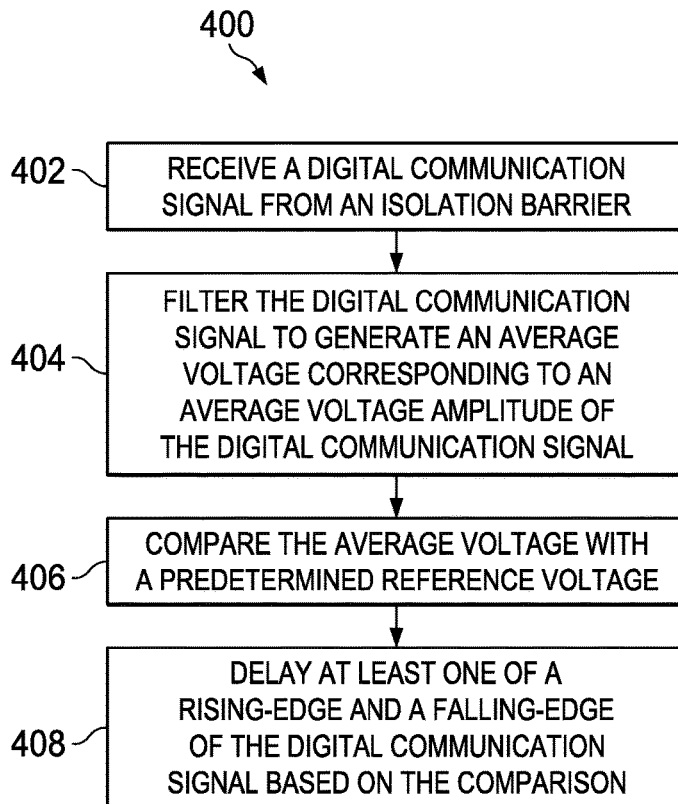 400
402
RECEIVE A DIGITAL COMMUNICATION
SIGNAL FROM AN ISOLATION BARRIER
404
FILTER THE DIGITAL COMMUNICATION
SIGNAL TO GENERATE AN AVERAGE
VOLTAGE CORRESPONDING TO AN
AVERAGE VOLTAGE AMPLITUDE OF
THE DIGITAL COMMUNICATION SIGNAL
406
COMPARE THE AVERAGE VOLTAGE WITH
A PREDETERMINED REFERENCE VOLTAGE
408
DELAY AT LEAST ONE OF A
RISING-EDGE AND A FALLING-EDGE
OF THE DIGITAL COMMUNICATION
SIGNAL BASED ON THE COMPARISON